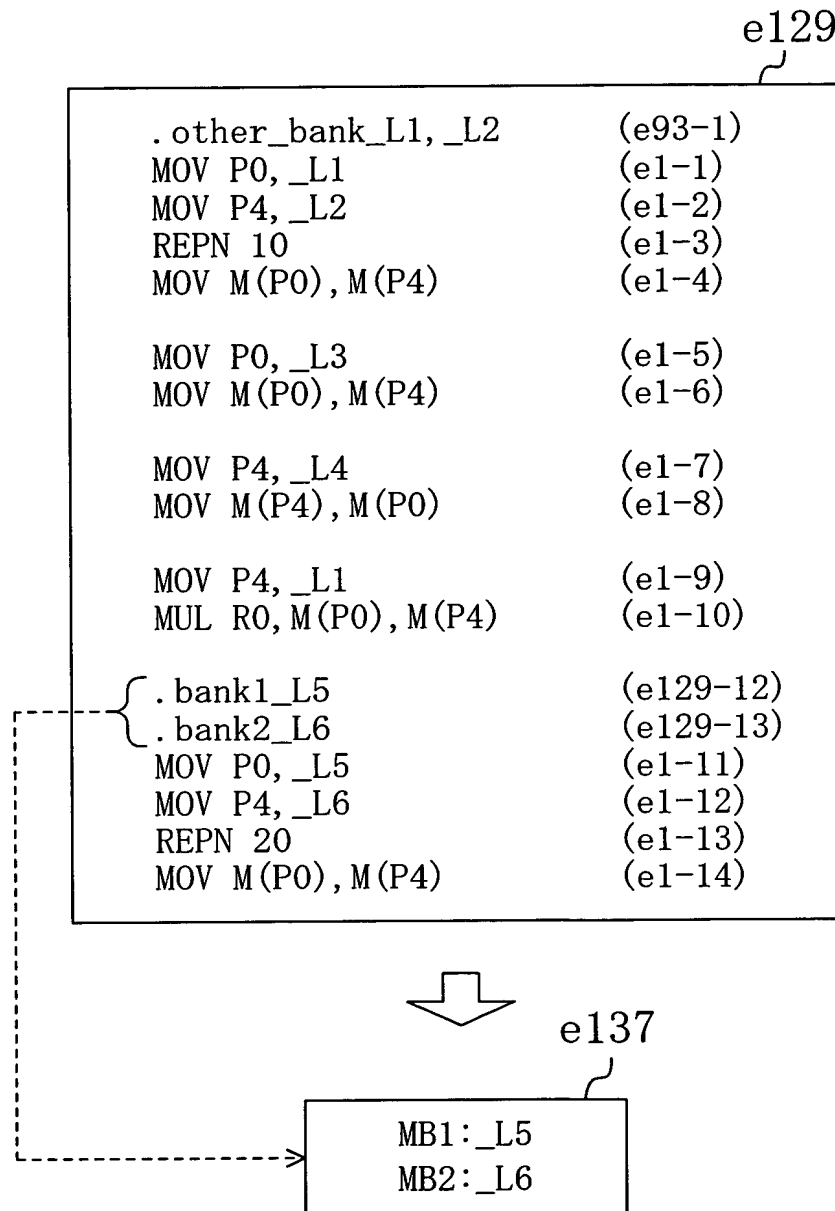 e129
.other_bank_L1,_L2 (e93-1)
MOV P0,_L1 (e1-1)
MOV P4,_L2 (e1-2)
REPN 10 (e1-3)
MOV M(P0),M(P4) (e1-4)
MOV P0,_L3 (e1-5)
MOV M(P0),M(P4) (e1-6)
MOV P4,_L4 (e1-7)
MOV M(P4),M(P0) (e1-8)
MOV P4,_L1 (e1-9)
MUL R0,M(P0),M(P4) (e1-10)
.bank1_L5 (e129-12)
.bank2_L6 (e129-13)
MOV P0,_L5 (e1-11)
MOV P4,_L6 (e1-12)
REPN 20 (e1-13)
MOV M(P0),M(P4) (e1-14)
e137
MB1:_L5
MB2:_L6